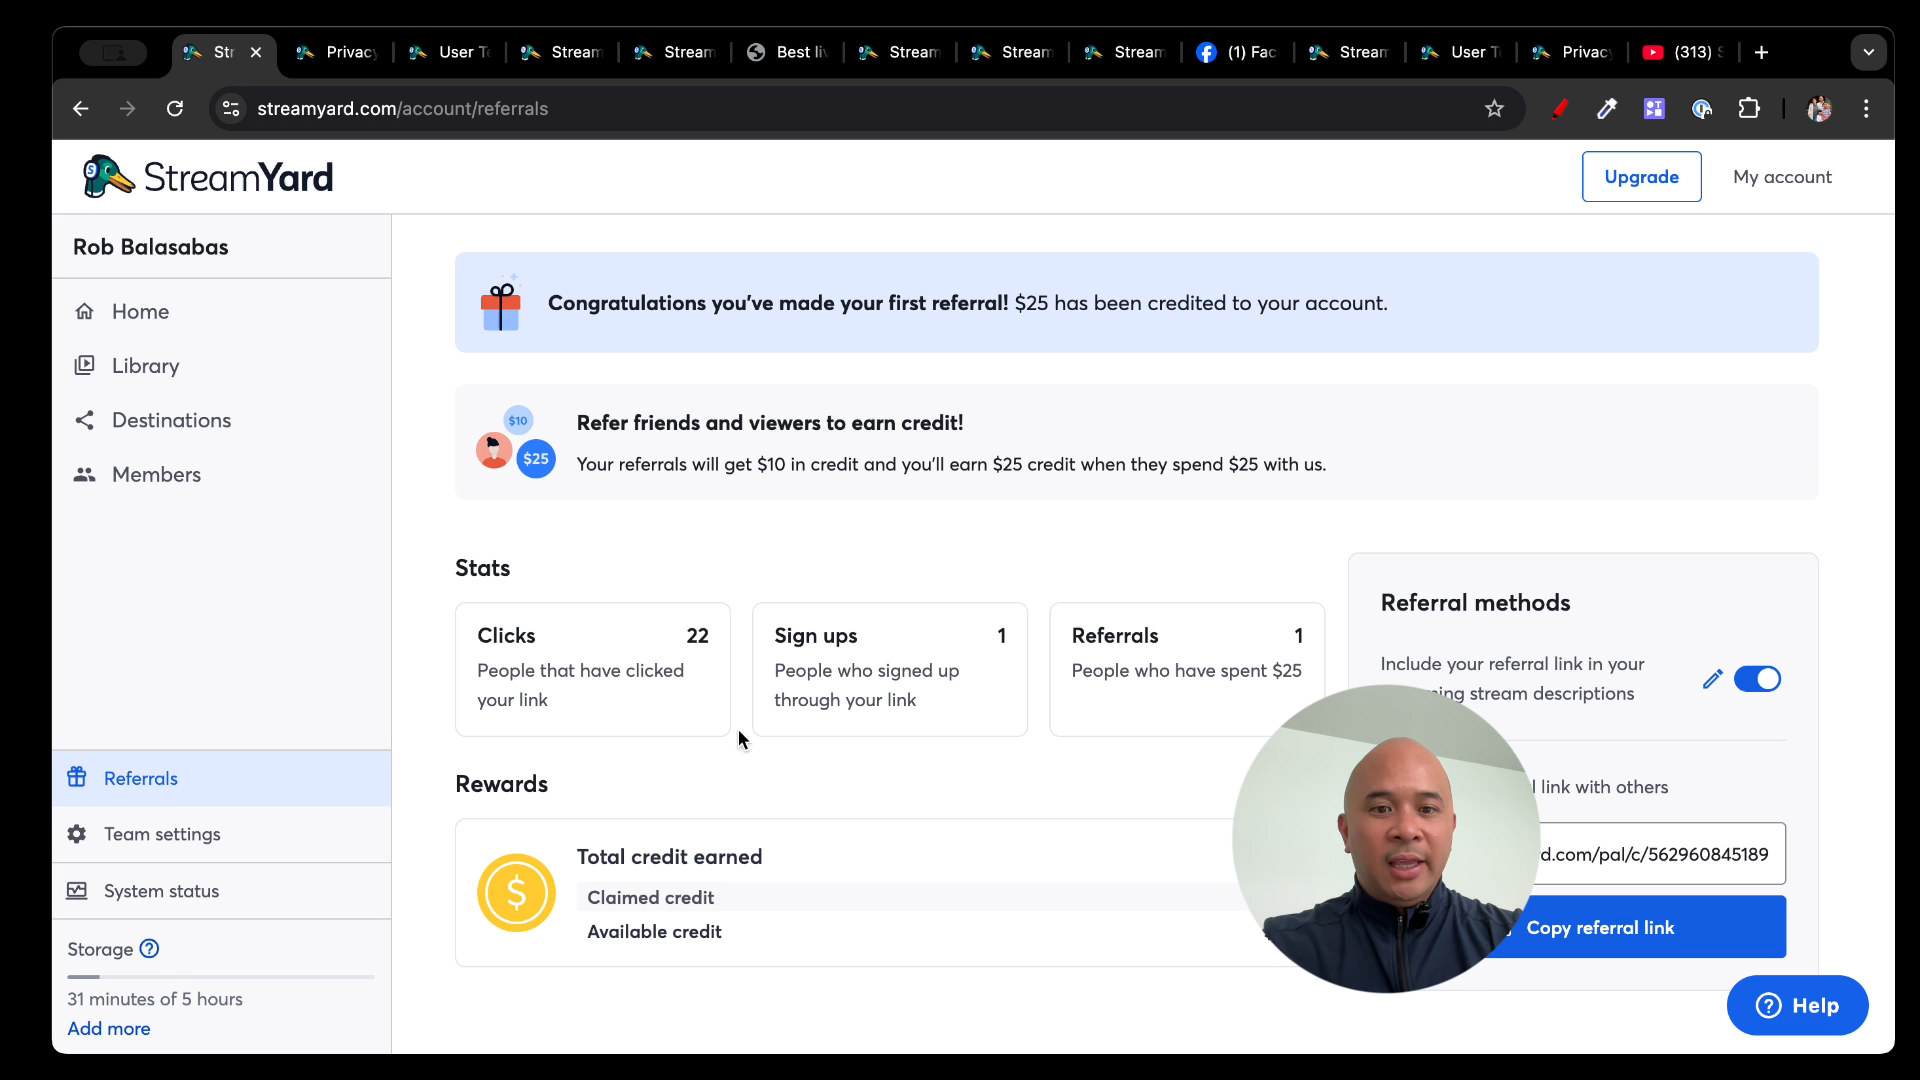 Str
Privacy
User Te
Stream
Stream
Best liv
Stream
Stream
Stream
(1) Fac
Stream
User Te
Privacy
(313) S
streamyard.com/account/referrals
StreamYard
Upgrade
My account
Rob Balasabas
Home
Library
Destinations
Members
Referrals
Team settings
System status
Storage
31 minutes of 5 hours
Add more
Congratulations you've made your first referral! $25 has been credited to your account.
$10
$25
Refer friends and viewers to earn credit!
Your referrals will get $10 in credit and you'll earn $25 credit when they spend $25 with us.
Stats
Clicks 22
People that have clicked
your link
Sign ups 1
People who signed up
through your link
Referrals 1
People who have spent $25
Rewards
$
Total credit earned
Claimed credit
Available credit
Referral methods
Include your referral link in your
ing stream descriptions
l link with others
d.com/pal/c/562960845189
Copy referral link
Help